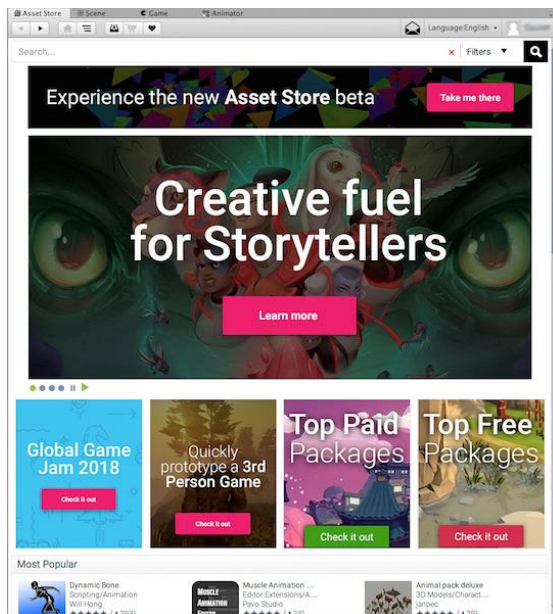 Asset Store
Scene
Game
Animator
Language:English
Search...
Filters
Experience the new Asset Store beta
Take me there
Creative fuel
for Storytellers
Learn more
Global Game
Jam 2018
Check it out
Quickly
prototype a 3rd
Person Game
Check it out
Top Paid
Packages
Check it out
Top Free
Packages
Check it out
Most Popular
Dynamic Bone
Scripting/Animation
Will Hong
Muscle Animation ...
Editor Extensions/A...
Pavo Studio
MUSCLE
ANIMATION
EDITOR
Animal pack deluxe
3D Models/Charact...
janpec